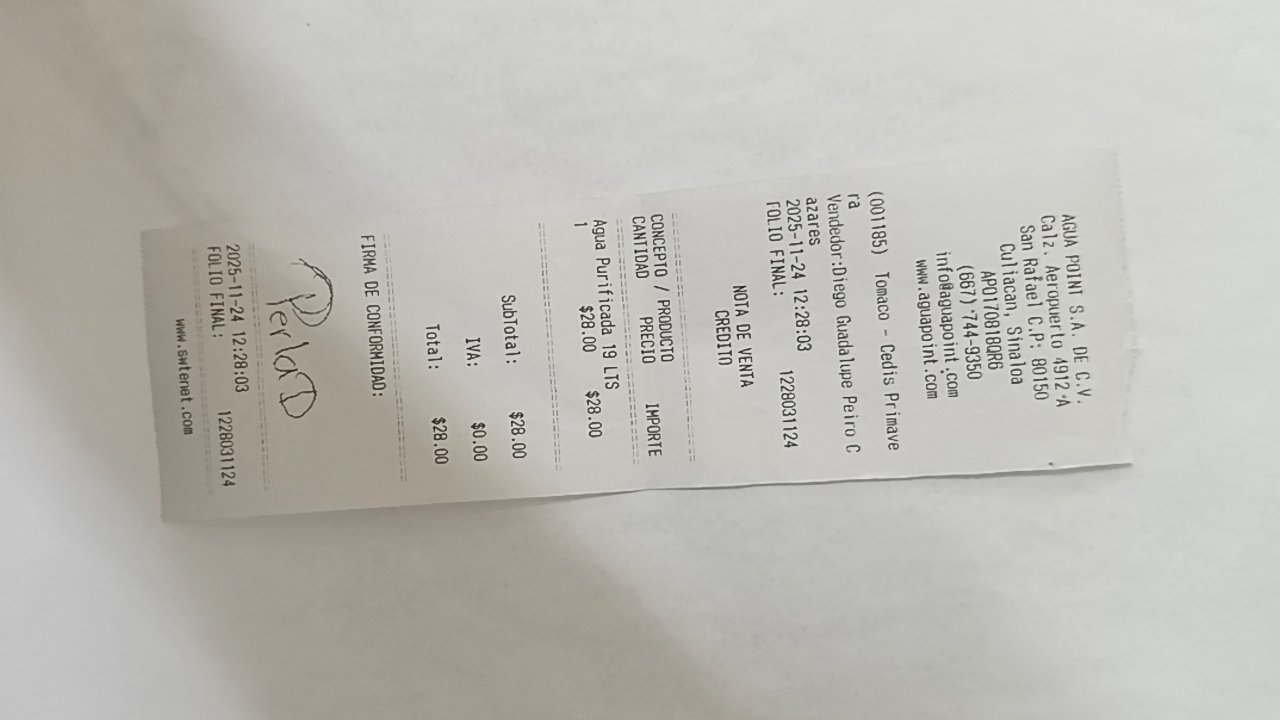 AGUA POINT S.A. DE C.V.
Calz. Aeropuerto 4912-A
San Rafael C.P: 80150
Culiacan, Sinaloa
APO170818QR6
(667)-744-9350
info@aguapoint.com
www.aguapoint.com
(001185) Tomaco - Cedis Primave
ra
Vendedor:Diego Guadalupe Peiro C
azares
2025-11-24 12:28:03
FOLIO FINAL: 1228031124
NOTA DE VENTA
CREDITO
CONCEPTO / PRODUCTO
CANTIDAD PRECIO IMPORTE
Agua Purificada 19 LTS
1 $28.00 $28.00
SubTotal: $28.00
IVA: $0.00
Total: $28.00
FIRMA DE CONFORMIDAD:
Perla D
2025-11-24 12:28:03
FOLIO FINAL: 1228031124
www.swtenet.com